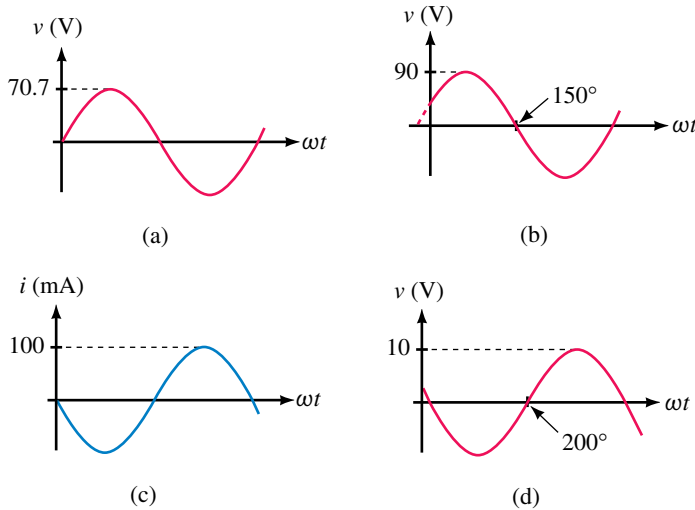 v (V)
70.7
ωt
(a)
v (V)
90
150°
ωt
(b)
i (mA)
100
ωt
(c)
v (V)
10
200°
ωt
(d)